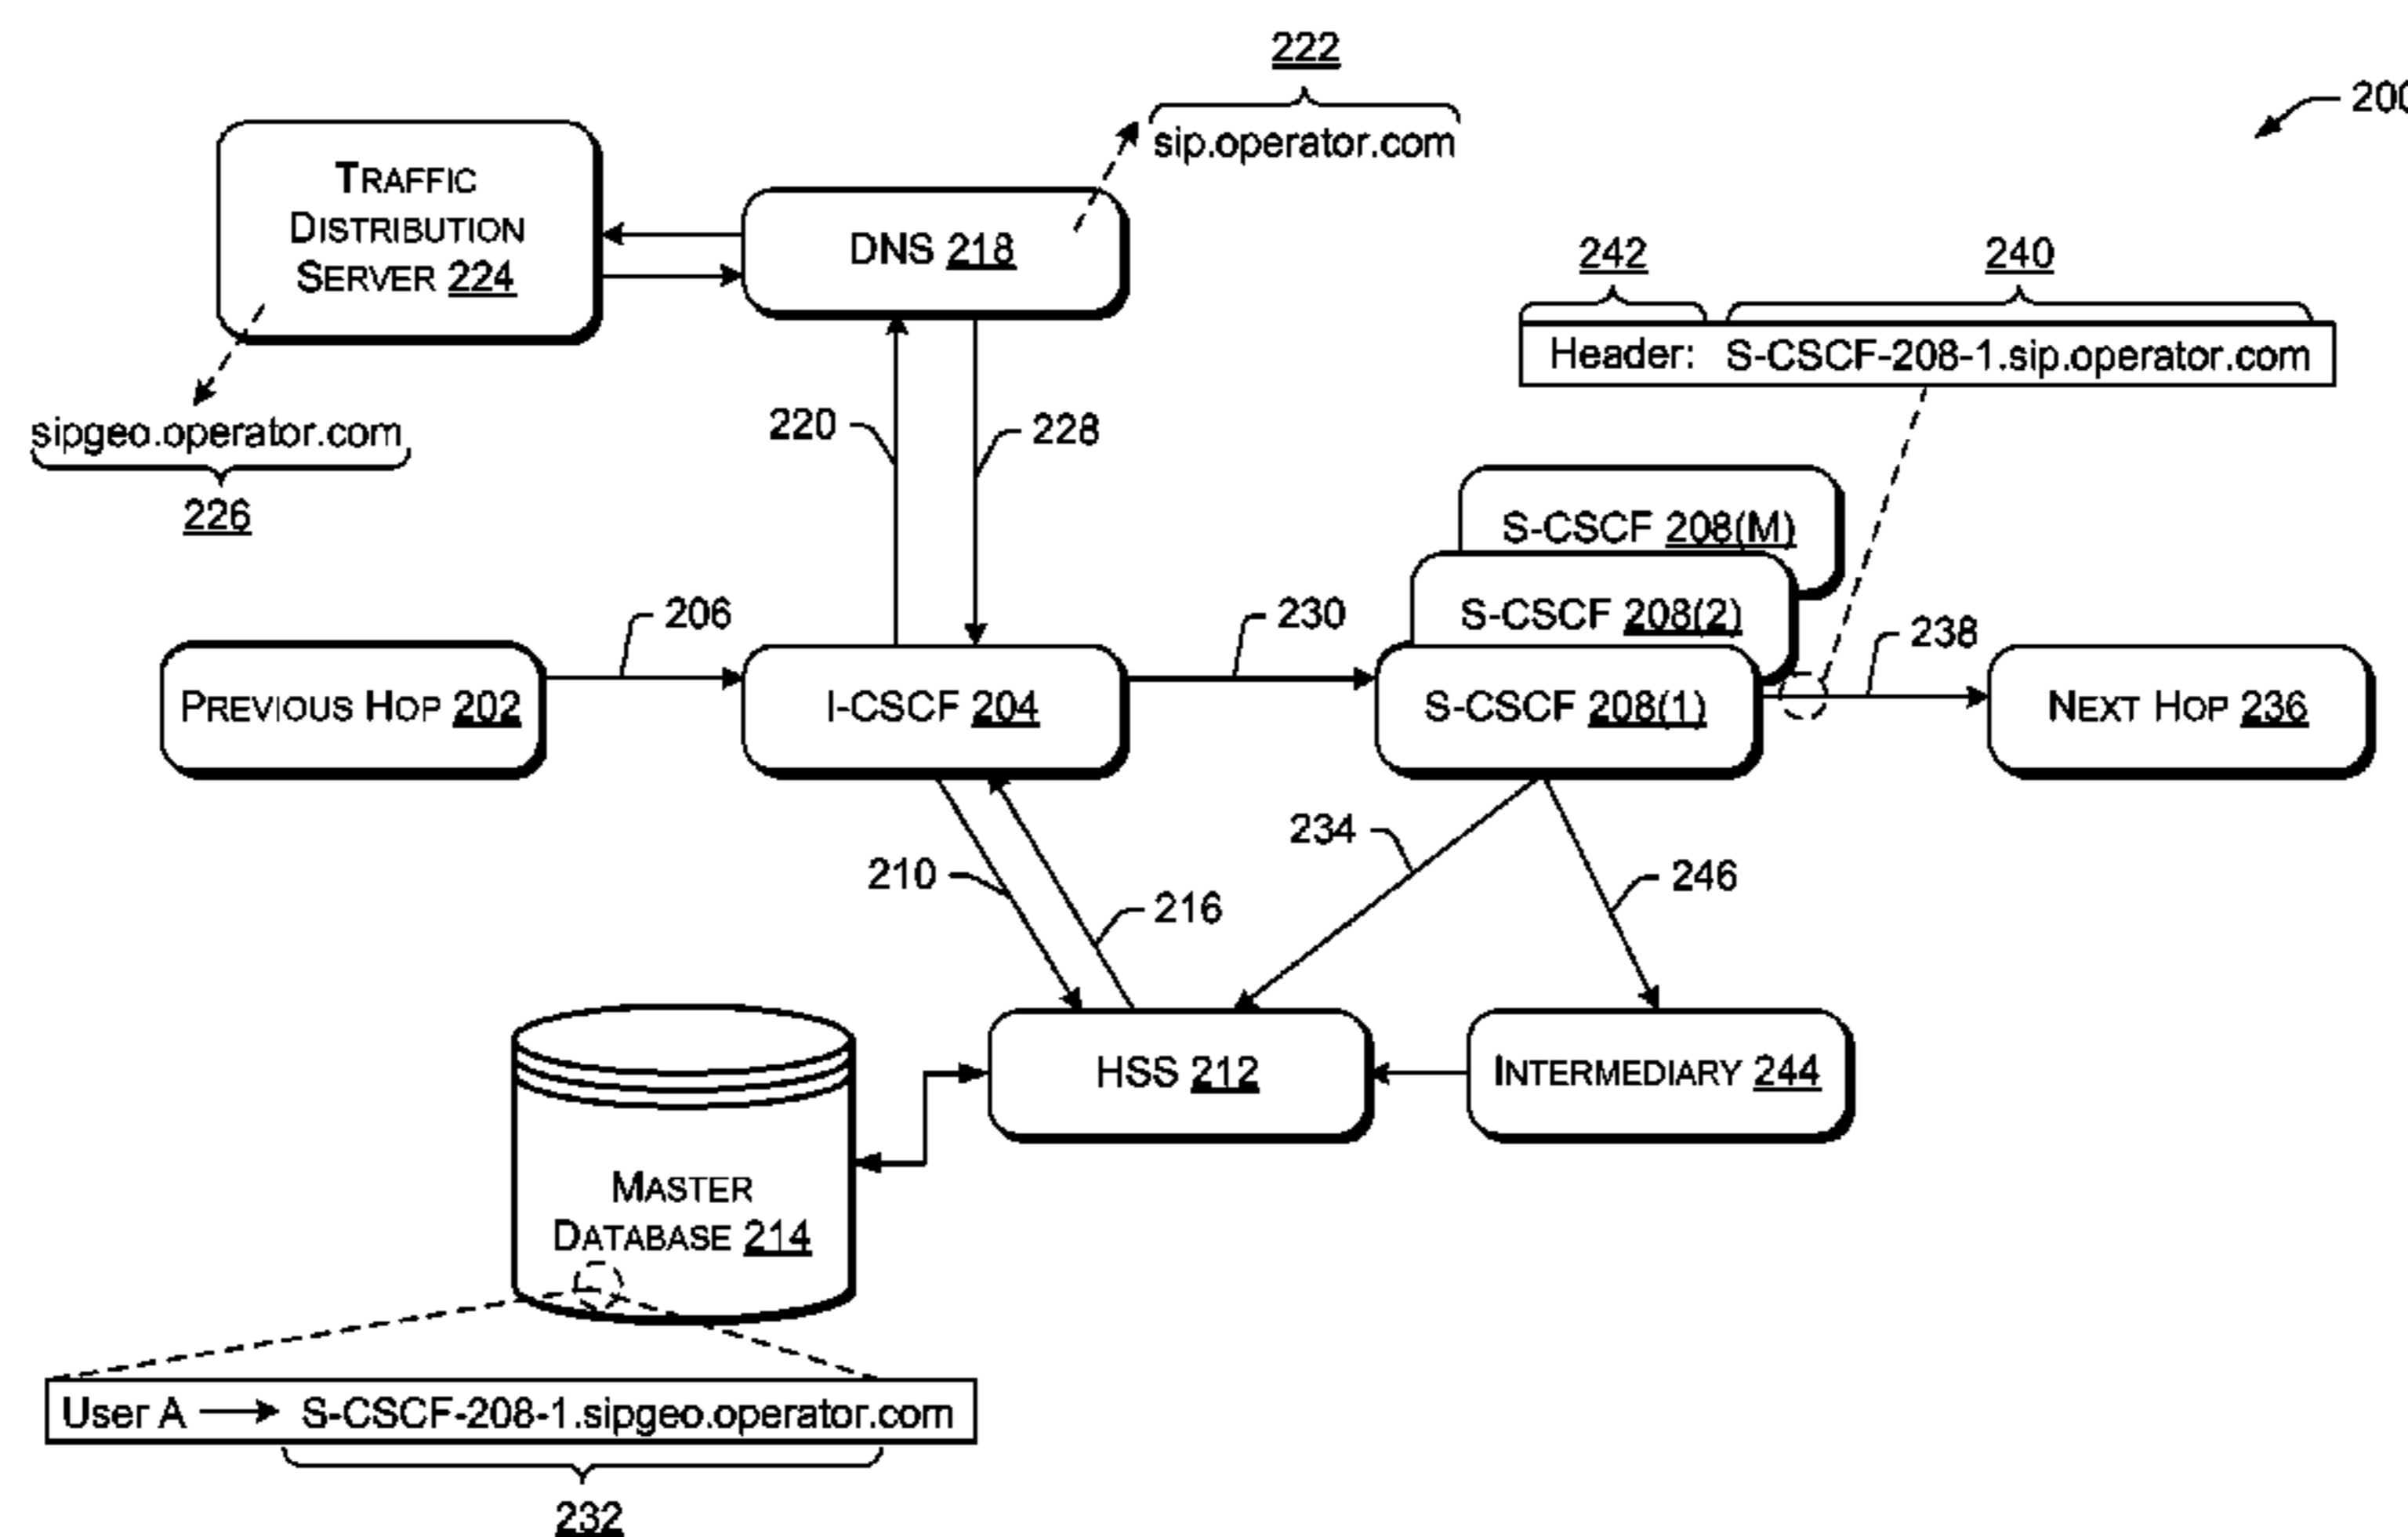 222
200
sip.operator.com
TRAFFIC
DISTRIBUTION
SERVER 224
DNS 218
242
240
Header: S-CSCF-208-1.sip.operator.com
sipgeo.operator.com
226
220
228
S-CSCF 208(M)
S-CSCF 208(2)
206
230
238
PREVIOUS HOP 202
I-CSCF 204
S-CSCF 208(1)
NEXT HOP 236
234
210
246
216
HSS 212
INTERMEDIARY 244
MASTER
DATABASE 214
User A S-CSCF-208-1.sipgeo.operator.com
232